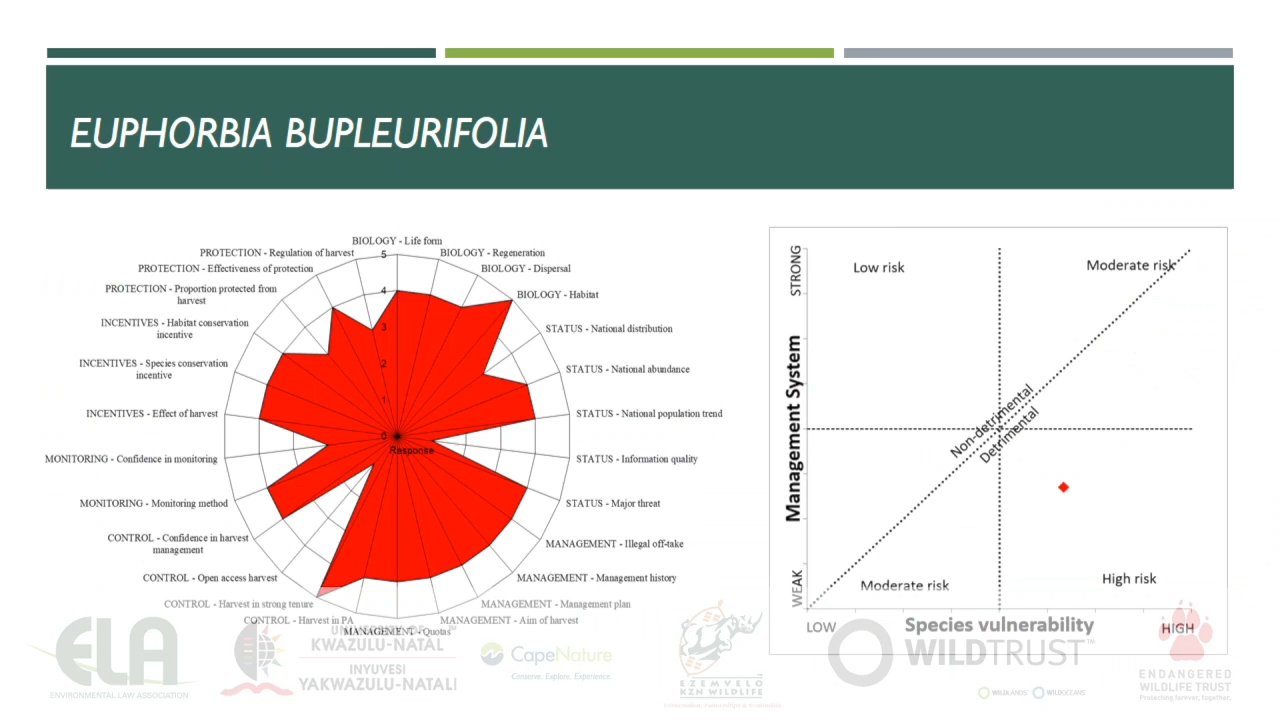 EUPHORBIA BUPLEURIFOLIA
BIOLOGY - Life form
BIOLOGY - Regeneration
BIOLOGY - Dispersal
BIOLOGY - Habitat
STATUS - National distribution
STATUS - National abundance
STATUS - National population trend
STATUS - Information quality
STATUS - Major threat
MANAGEMENT - Illegal off-take
MANAGEMENT - Management history
MANAGEMENT - Management plan
MANAGEMENT - Aim of harvest
MANAGEMENT - Quotas
CONTROL - Harvest in PA
CONTROL - Harvest in strong tenure
CONTROL - Open access harvest
CONTROL - Confidence in harvest
management
MONITORING - Monitoring method
MONITORING - Confidence in monitoring
INCENTIVES - Effect of harvest
INCENTIVES - Species conservation
incentive
INCENTIVES - Habitat conservation
incentive
PROTECTION - Proportion protected from
harvest
PROTECTION - Effectiveness of protection
PROTECTION - Regulation of harvest
5
4
3
2
1
0
Response
STRONG
Management System
WEAK
Low risk
Moderate risk
Non-detrimental
Detrimental
Moderate risk
High risk
LOW
Species vulnerability
HIGH
ELA
ENVIRONMENTAL LAW ASSOCIATION
UNIVERSITY OF
KWAZULU-NATAL
INYUVESI
YAKWAZULU-NATALI
CapeNature
Conserve. Explore. Experience.
EZEMVELO
KZN WILDLIFE
WILDTRUST™
WILDLANDS
WILDOCEANS
ENDANGERED
WILDLIFE TRUST
Protecting forever, together.